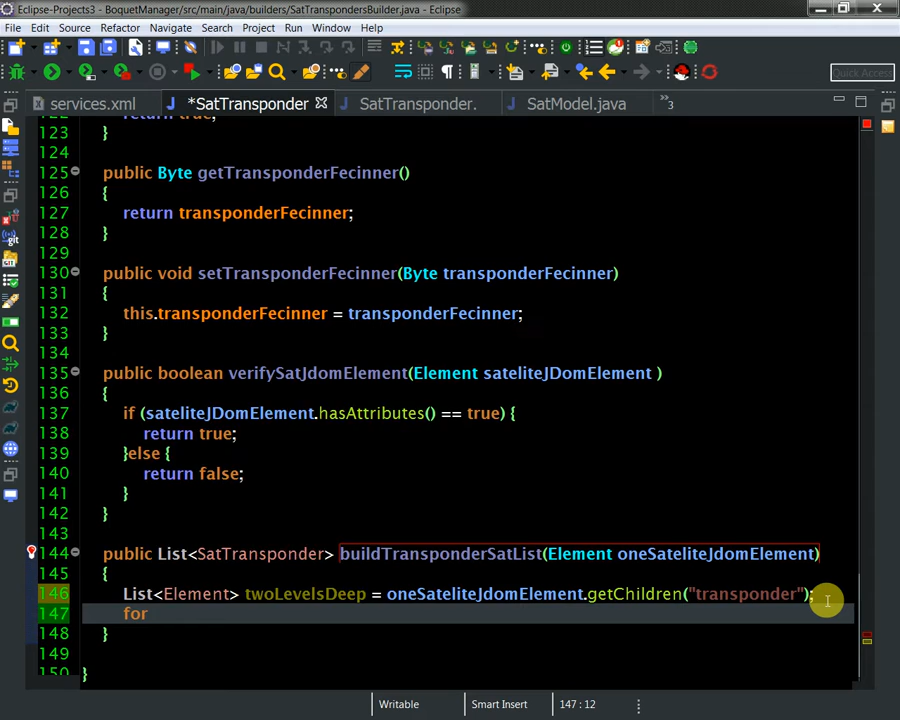 Eclipse-Projects3 - BoquetManager/src/main/java/builders/SatTranspondersBuilder.java - Eclipse
File Edit Source Refactor Navigate Search Project Run Window Help
Quick Access
services.xml *SatTransponder SatTransponder. SatModel.java »3
return true;
123 }
124
125 public Byte getTransponderFecinner()
126 {
127 return transponderFecinner;
128 }
129
130 public void setTransponderFecinner(Byte transponderFecinner)
131 {
132 this.transponderFecinner = transponderFecinner;
133 }
134
135 public boolean verifySatJdomElement(Element sateliteJDomElement )
136 {
137 if (sateliteJDomElement.hasAttributes() == true) {
138 return true;
139 }else {
140 return false;
141 }
142 }
143
144 public List<SatTransponder> buildTransponderSatList(Element oneSateliteJdomElement)
145 {
146 List<Element> twoLevelsDeep = oneSateliteJdomElement.getChildren("transponder");
147 for
148 }
149
150 }
Writable Smart Insert 147 : 12